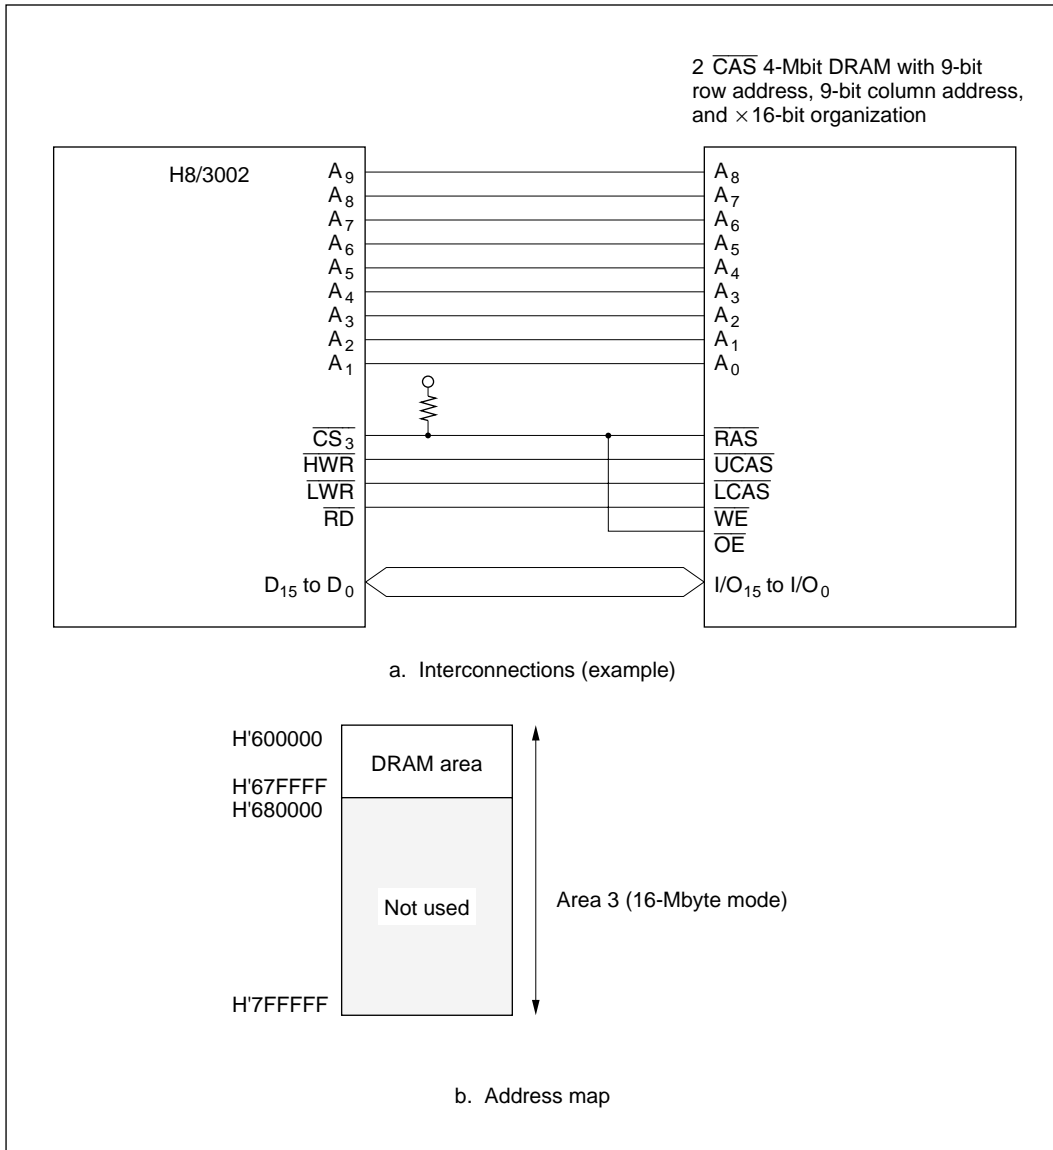 2 CAS 4-Mbit DRAM with 9-bit
row address, 9-bit column address,
and ×16-bit organization
H8/3002
A9
A8
A7
A6
A5
A4
A3
A2
A1
CS3
HWR
LWR
RD
D15 to D0
A8
A7
A6
A5
A4
A3
A2
A1
A0
RAS
UCAS
LCAS
WE
OE
I/O15 to I/O0
a. Interconnections (example)
H'600000
DRAM area
H'67FFFF
H'680000
Not used
Area 3 (16-Mbyte mode)
H'7FFFFF
b. Address map